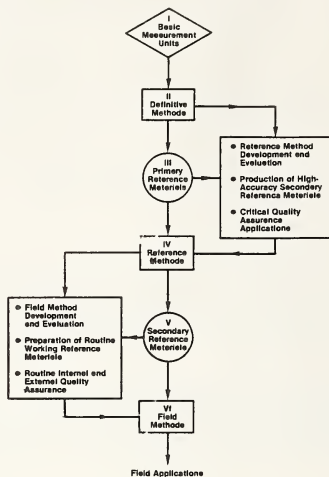 I
Basic
Measurement
Units
II
Definitive
Methods
III
Primary
Reference
Materials
• Reference Method
Development and
Evaluation
• Production of High-
Accuracy Secondary
Reference Materials
• Critical Quality
Assurance
Applications
IV
Reference
Methods
• Field Method
Development
and Evaluation
• Preparation of Routine
Working Reference
Materials
• Routine Internal and
External Quality
Assurance
V
Secondary
Reference
Materials
VI
Field
Methods
Field Applications